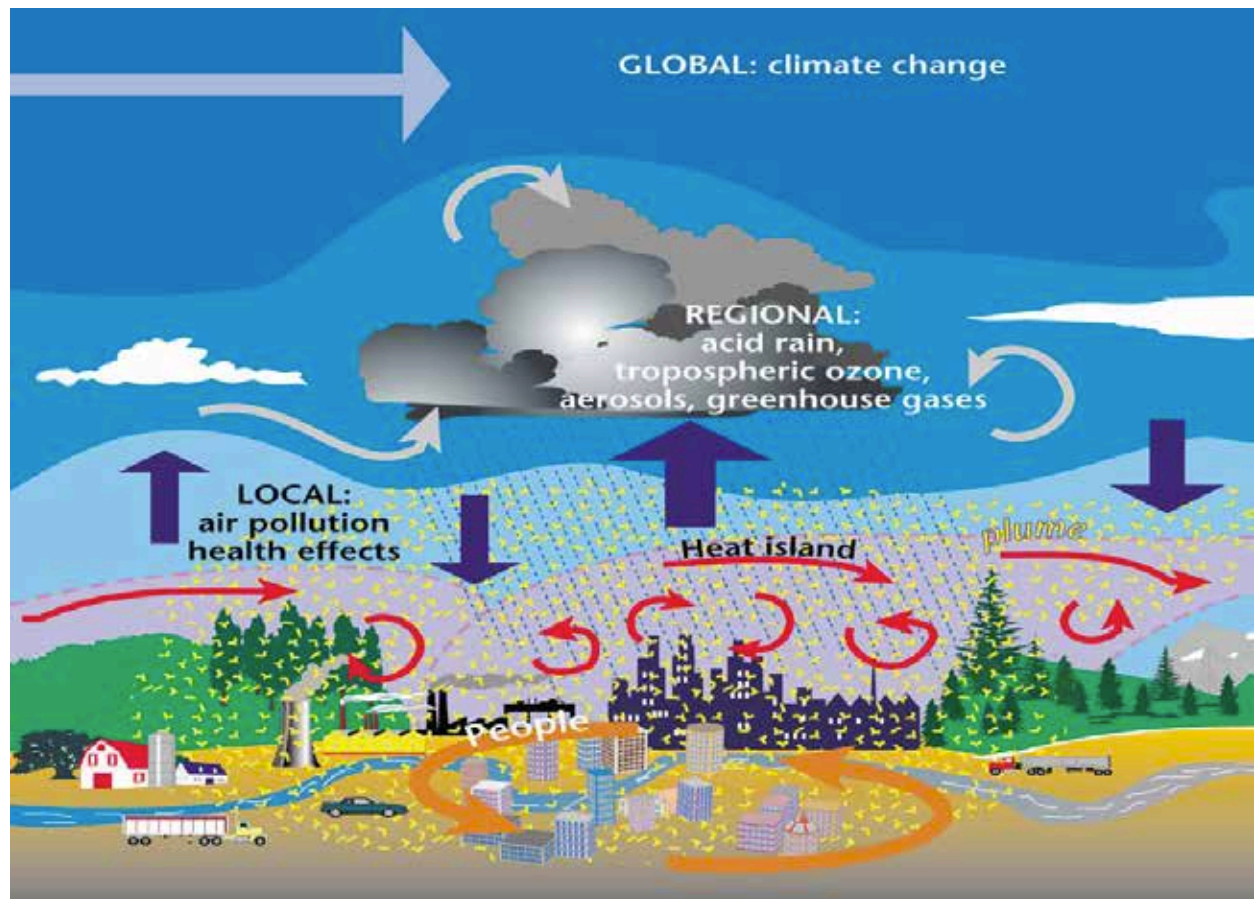 GLOBAL: climate change
REGIONAL:
acid rain,
tropospheric ozone,
aerosols, greenhouse gases
LOCAL:
air pollution
health effects
Heat island
plume
People